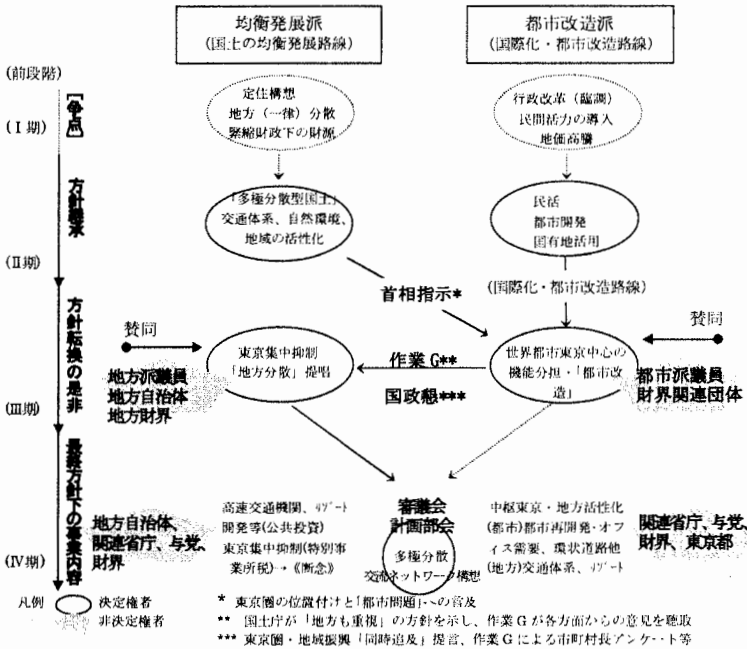 均衡発展派
(国土の均衡発展路線)
都市改造派
(国際化・都市改造路線)
(前段階)
【争点】
(Ⅰ期)
定住構想
地方（一律）分散
緊縮財政下の財源
行政改革（臨調）
民間活力の導入
地価高騰
方針継承
「多極分散型国土」
交通体系、自然環境、
地域の活性化
民活
都市開発
国有地活用
(Ⅱ期)
首相指示*
(国際化・都市改造路線)
方針転換の是非
賛同
地方派議員
地方自治体
地方財界
東京集中抑制
「地方分散」提唱
作業G**
国政懇***
世界都市東京中心の
機能分担・「都市改
造」
賛同
都市派議員
財界関連団体
(Ⅲ期)
最終方針下の事業内容
地方自治体、
関連省庁、与党、
財界
高速交通機関、リゾート
開発等(公共投資)
東京集中抑制(特別事
業所税)→《断念》
審議会
計画部会
多極分散
交流ネットワーク構想
中枢東京・地方活性化
(都市)都市再開発・オフ
ィス需要、環状道路他
(地方)交通体系、リゾート
関連省庁、与党、
財界、東京都
(Ⅳ期)
凡例
決定権者
非決定権者
* 東京圏の位置付けと「都市問題」への言及
** 国土庁が「地方も重視」の方針を示し、作業Gが各方面からの意見を聴取
*** 東京圏・地域振興「同時追及」提言、作業Gによる市町村長アンケート等